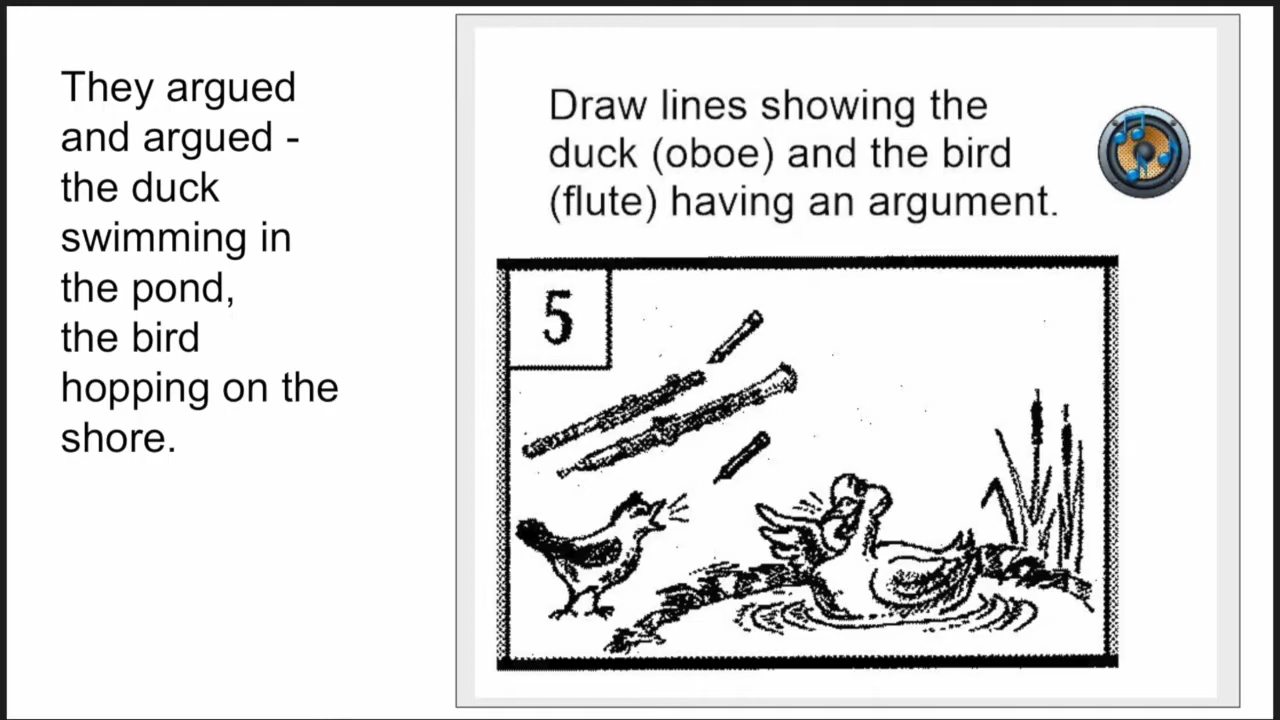 They argued
and argued -
the duck
swimming in
the pond,
the bird
hopping on the
shore.
Draw lines showing the
duck (oboe) and the bird
(flute) having an argument.
5